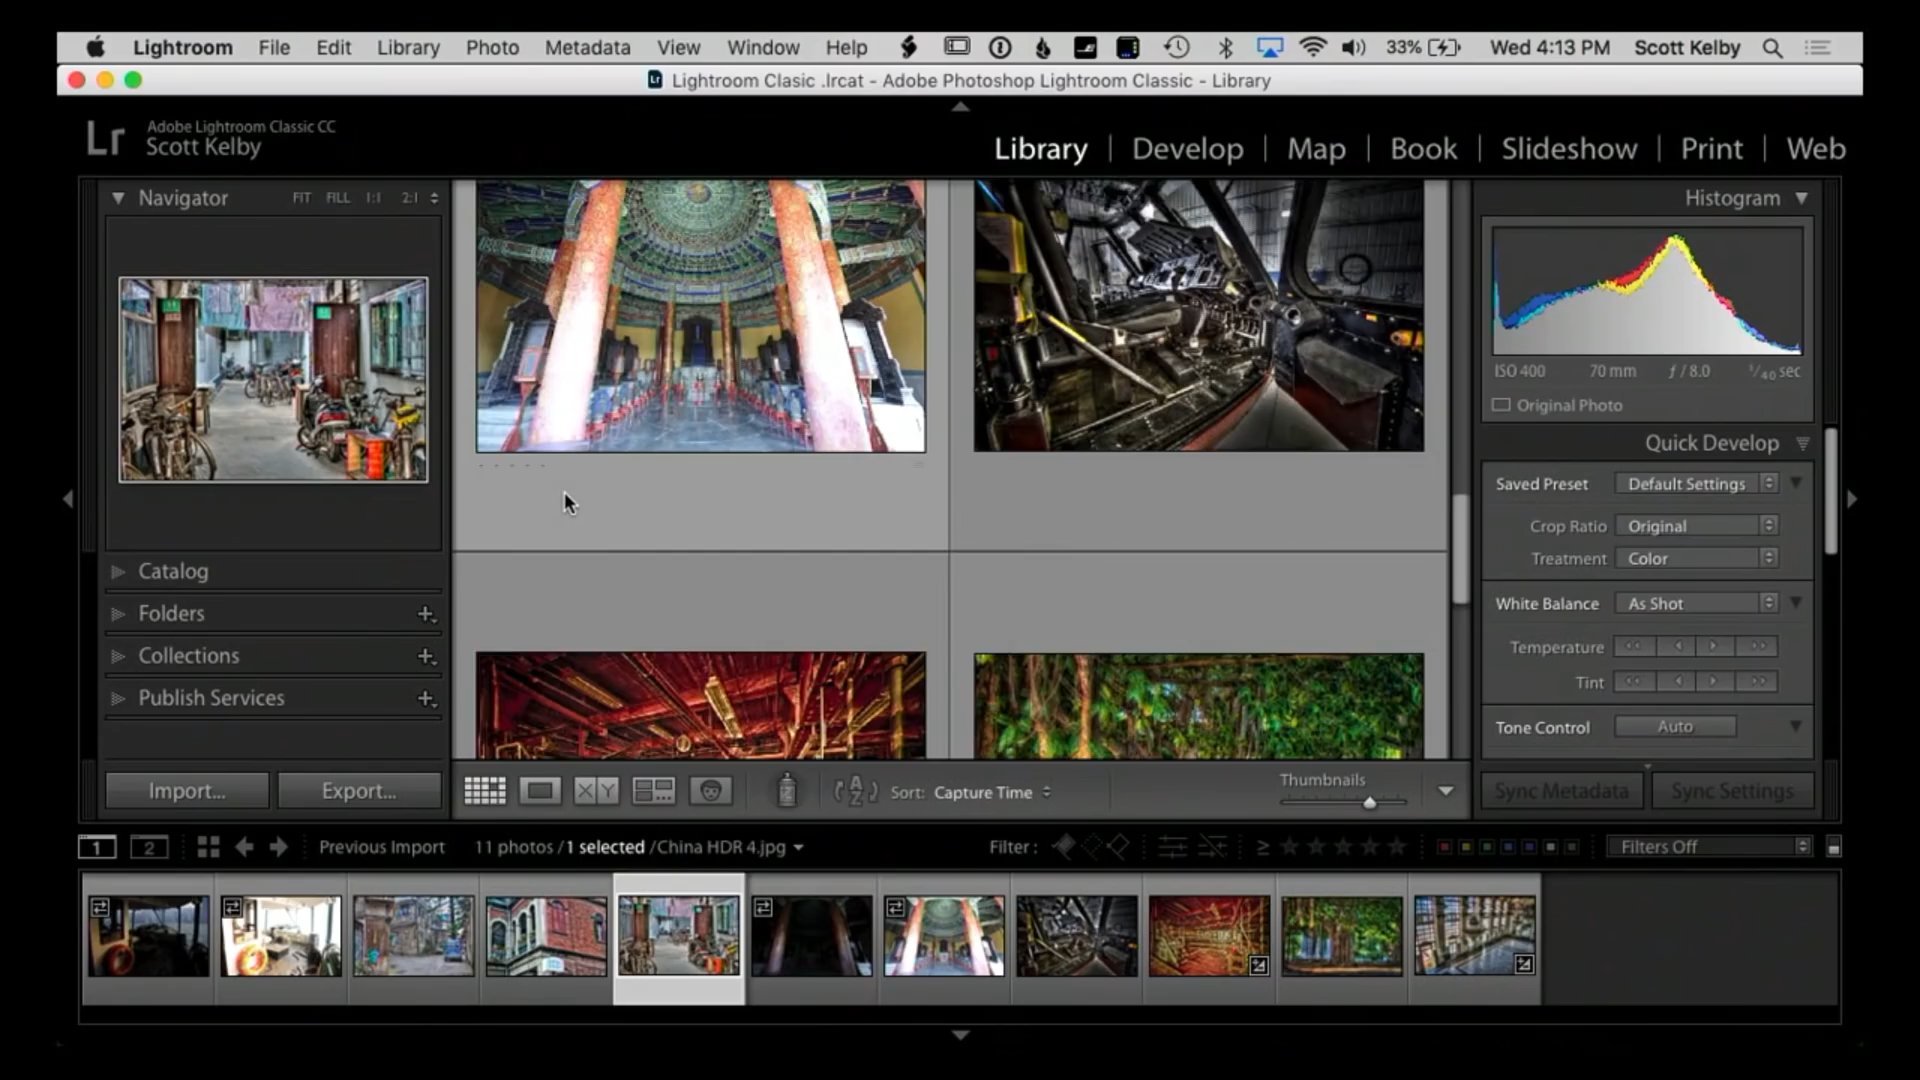 Lightroom File Edit Library Photo Metadata View Window Help 33% Wed 4:13 PM Scott Kelby
Lr Lightroom Clasic .lrcat - Adobe Photoshop Lightroom Classic - Library
Lr Adobe Lightroom Classic CC
Scott Kelby
Library | Develop | Map | Book | Slideshow | Print | Web
Navigator FIT FILL 1:1 2:1
Histogram
ISO 400 70 mm ƒ / 8.0 1/40 sec
Original Photo
Quick Develop
Saved Preset Default Settings
Crop Ratio Original
Treatment Color
White Balance As Shot
Temperature
Tint
Tone Control Auto
Catalog
Folders
Collections
Publish Services
Import... Export...
X Y
Sort: Capture Time
Thumbnails
Sync Metadata Sync Settings
1 2 Previous Import 11 photos / 1 selected / China HDR 4.jpg Filter : ≥ Filters Off